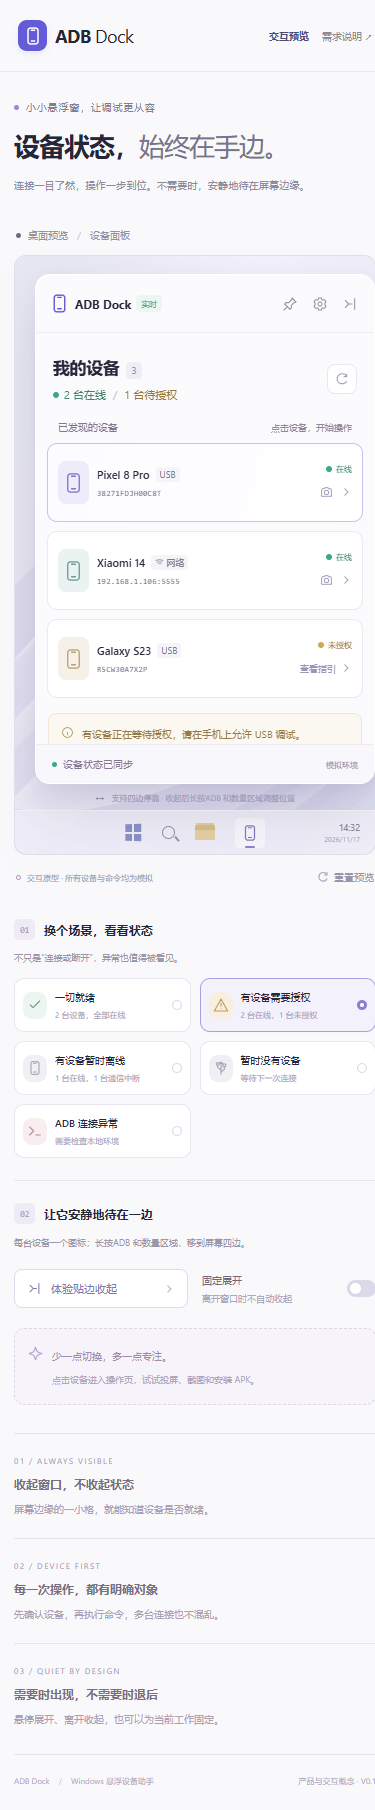 ADB Dock
交互预览 需求说明 ↗
小小悬浮窗，让调试更从容
设备状态，始终在手边。
连接一目了然，操作一步到位。不需要时，安静地待在屏幕边缘。
桌面预览 / 设备面板
ADB Dock 实时
我的设备 3
2 台在线 / 1 台待授权
已发现的设备 点击设备，开始操作
Pixel 8 Pro USB 在线
38271FDJH00C8T
Xiaomi 14 网络 在线
192.168.1.106:5555
Galaxy S23 USB 未授权
R5CW30A7X2P 查看指引
有设备正在等待授权，请在手机上允许 USB 调试。
设备状态已同步 模拟环境
支持四边停靠 · 收起后长按ADB 和数量区域调整位置
14:32
2026/11/17
交互原型 · 所有设备与命令均为模拟 重置预览
01 换个场景，看看状态
不只是“连接或断开”，异常也值得被看见。
一切就绪
2 台设备，全部在线
有设备需要授权
2 台在线，1 台未授权
有设备暂时离线
1 台在线，1 台通信中断
暂时没有设备
等待下一次连接
ADB 连接异常
需要检查本地环境
02 让它安静地待在一边
每台设备一个图标；长按ADB 和数量区域，移到屏幕四边。
体验贴边收起
固定展开
离开窗口时不自动收起
少一点切换，多一点专注。
点击设备进入操作页，试试投屏、截图和安装 APK。
01 / ALWAYS VISIBLE
收起窗口，不收起状态
屏幕边缘的一小格，就能知道设备是否就绪。
02 / DEVICE FIRST
每一次操作，都有明确对象
先确认设备，再执行命令，多台连接也不混乱。
03 / QUIET BY DESIGN
需要时出现，不需要时退后
悬停展开、离开收起，也可以为当前工作固定。
ADB Dock / Windows 悬浮设备助手 产品与交互概念 · V0.1